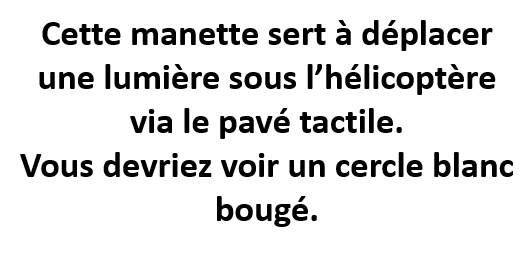 Cette manette sert à déplacer
une lumière sous l’hélicoptère
via le pavé tactile.
Vous devriez voir un cercle blanc
bougé.